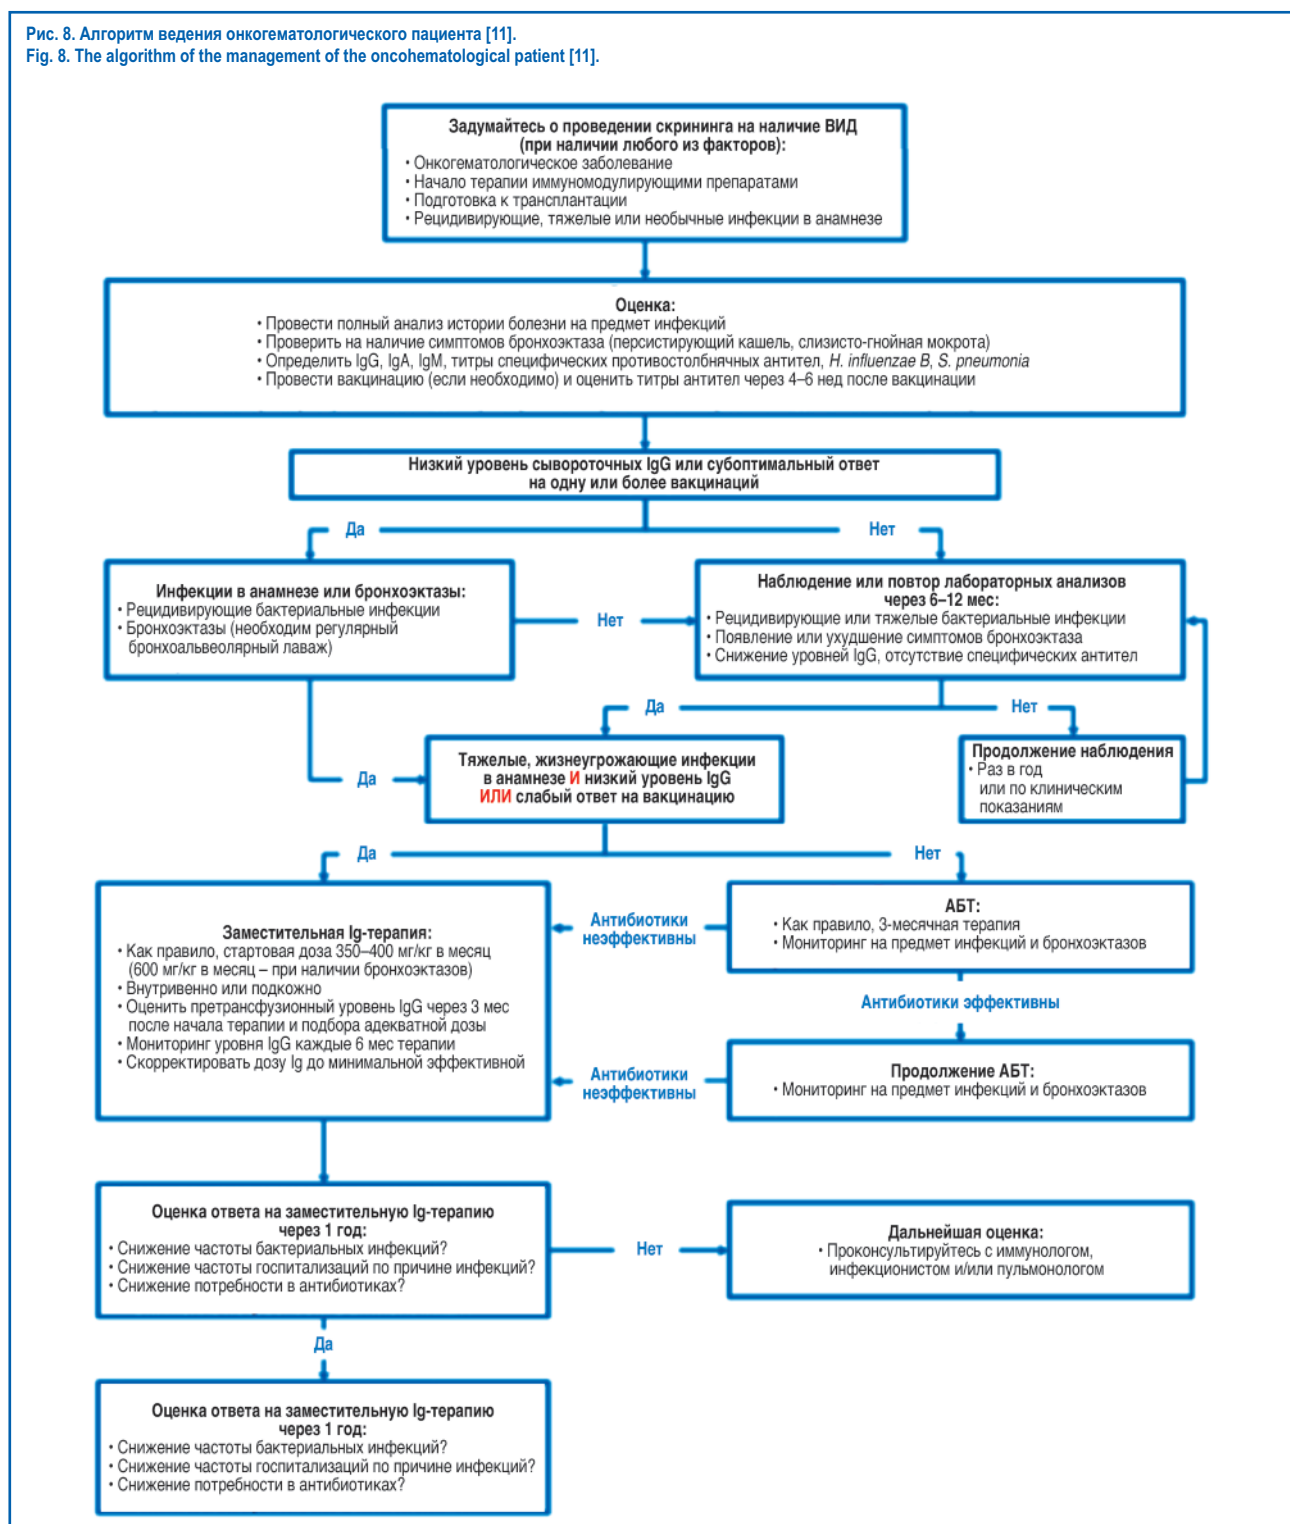 Рис. 8. Алгоритм ведения онкогематологического пациента [11].
Fig. 8. The algorithm of the management of the oncohematological patient [11].
Задумайтесь о проведении скрининга на наличие ВИД
(при наличии любого из факторов):
• Онкогематологическое заболевание
• Начало терапии иммуномодулирующими препаратами
• Подготовка к трансплантации
• Рецидивирующие, тяжелые или необычные инфекции в анамнезе
Оценка:
• Провести полный анализ истории болезни на предмет инфекций
• Проверить на наличие симптомов бронхоэктаза (персистирующий кашель, слизисто-гнойная мокрота)
• Определить IgG, IgA, IgM, титры специфических противостолбнячных антител, H. influenzae B, S. pneumonia
• Провести вакцинацию (если необходимо) и оценить титры антител через 4–6 нед после вакцинации
Низкий уровень сывороточных IgG или субоптимальный ответ
на одну или более вакцинаций
Да
Нет
Инфекции в анамнезе или бронхоэктазы:
• Рецидивирующие бактериальные инфекции
• Бронхоэктазы (необходим регулярный
бронхоальвеолярный лаваж)
Нет
Наблюдение или повтор лабораторных анализов
через 6–12 мес:
• Рецидивирующие или тяжелые бактериальные инфекции
• Появление или ухудшение симптомов бронхоэктаза
• Снижение уровней IgG, отсутствие специфических антител
Да
Нет
Да
Тяжелые, жизнеугрожающие инфекции
в анамнезе И низкий уровень IgG
ИЛИ слабый ответ на вакцинацию
Продолжение наблюдения
• Раз в год
или по клиническим
показаниям
Да
Нет
Заместительная Ig-терапия:
• Как правило, стартовая доза 350–400 мг/кг в месяц
(600 мг/кг в месяц – при наличии бронхоэктазов)
• Внутривенно или подкожно
• Оценить претрансфузионный уровень IgG через 3 мес
после начала терапии и подбора адекватной дозы
• Мониторинг уровня IgG каждые 6 мес терапии
• Скорректировать дозу Ig до минимальной эффективной
Антибиотики
неэффективны
АБТ:
• Как правило, 3-месячная терапия
• Мониторинг на предмет инфекций и бронхоэктазов
Антибиотики эффективны
Антибиотики
неэффективны
Продолжение АБТ:
• Мониторинг на предмет инфекций и бронхоэктазов
Оценка ответа на заместительную Ig-терапию
через 1 год:
• Снижение частоты бактериальных инфекций?
• Снижение частоты госпитализаций по причине инфекций?
• Снижение потребности в антибиотиках?
Нет
Дальнейшая оценка:
• Проконсультируйтесь с иммунологом,
инфекционистом и/или пульмонологом
Да
Оценка ответа на заместительную Ig-терапию
через 1 год:
• Снижение частоты бактериальных инфекций?
• Снижение частоты госпитализаций по причине инфекций?
• Снижение потребности в антибиотиках?